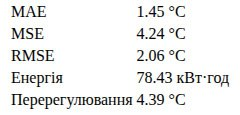 MAE 1.45 °C
MSE 4.24 °C
RMSE 2.06 °C
Енергія 78.43 кВт·год
Перерегулювання 4.39 °C